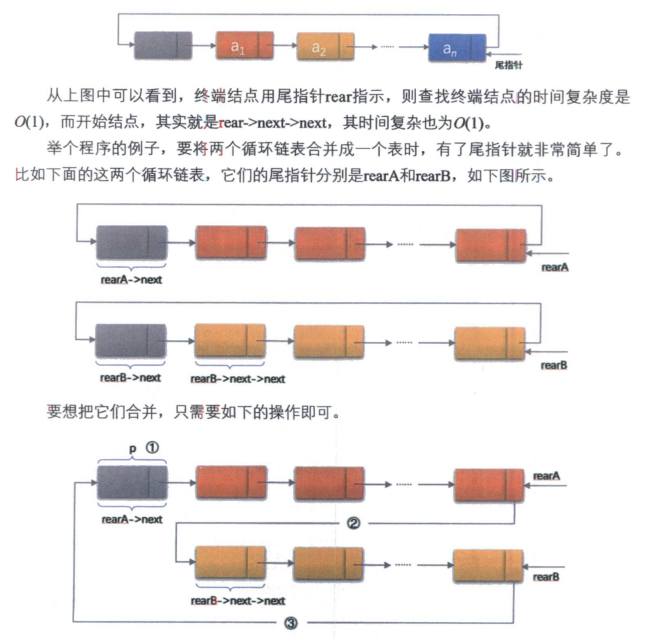 a1 a2 …… an
尾指针
从上图中可以看到，终端结点用尾指针rear指示，则查找终端结点的时间复杂度是
O(1)，而开始结点，其实就是rear->next->next，其时间复杂也为O(1)。
举个程序的例子，要将两个循环链表合并成一个表时，有了尾指针就非常简单了。
比如下面的这两个循环链表，它们的尾指针分别是rearA和rearB，如下图所示。
……
rearA
rearA->next
……
rearB
rearB->next rearB->next->next
要想把它们合并，只需要如下的操作即可。
p ①
…… rearA
rearA->next
②
……
rearB
rearB->next->next
③